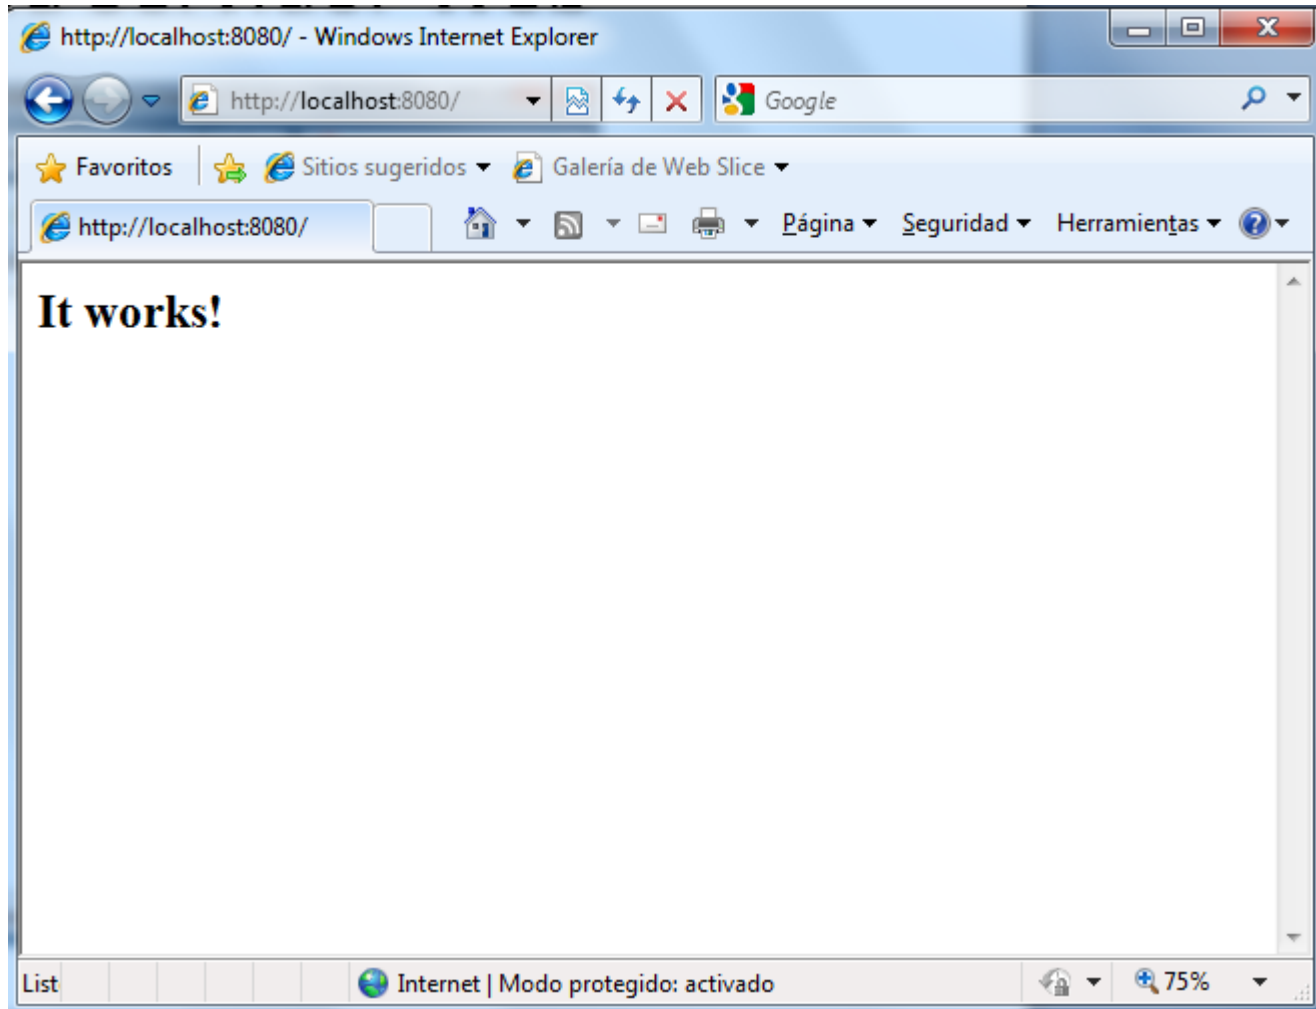 http://localhost:8080/ - Windows Internet Explorer
http://localhost:8080/ Google
Favoritos Sitios sugeridos Galería de Web Slice
http://localhost:8080/ Página Seguridad Herramientas
It works!
List Internet | Modo protegido: activado 75%